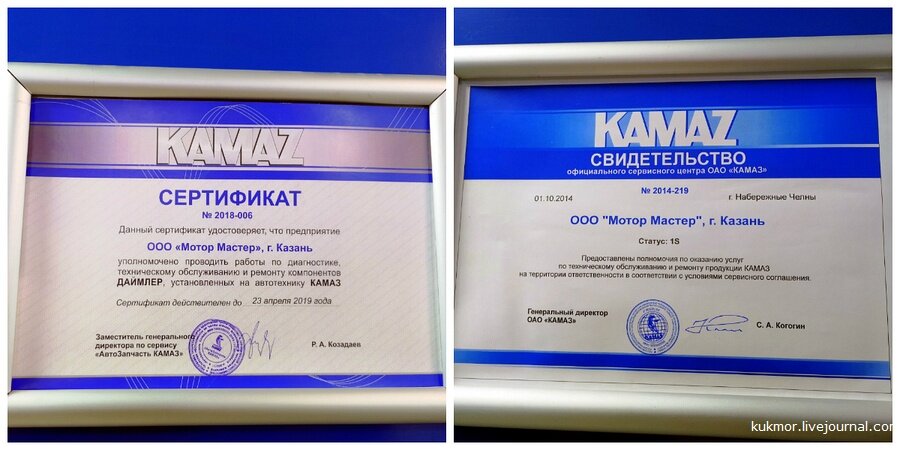 KAMAZ
СЕРТИФИКАТ
№ 2018-006
Данный сертификат удостоверяет, что предприятие
ООО «Мотор Мастер», г. Казань
уполномочено проводить работы по диагностике,
техническому обслуживанию и ремонту компонентов
ДАЙМЛЕР, установленных на автотехнику КАМАЗ
Сертификат действителен до 23 апреля 2019 года
Заместитель генерального
директора по сервису
«АвтоЗапчасть КАМАЗ»
Р. А. Козадаев
KAMAZ
СВИДЕТЕЛЬСТВО
официального сервисного центра ОАО «КАМАЗ»
№ 2014-219
01.10.2014 г. Набережные Челны
ООО "Мотор Мастер", г. Казань
Статус: 1S
Предоставлены полномочия по оказанию услуг
по техническому обслуживанию и ремонту продукции КАМАЗ
на территории ответственности в соответствии с условиями сервисного соглашения.
Генеральный директор
ОАО «КАМАЗ»
С. А. Когогин
kukmor.livejournal.com